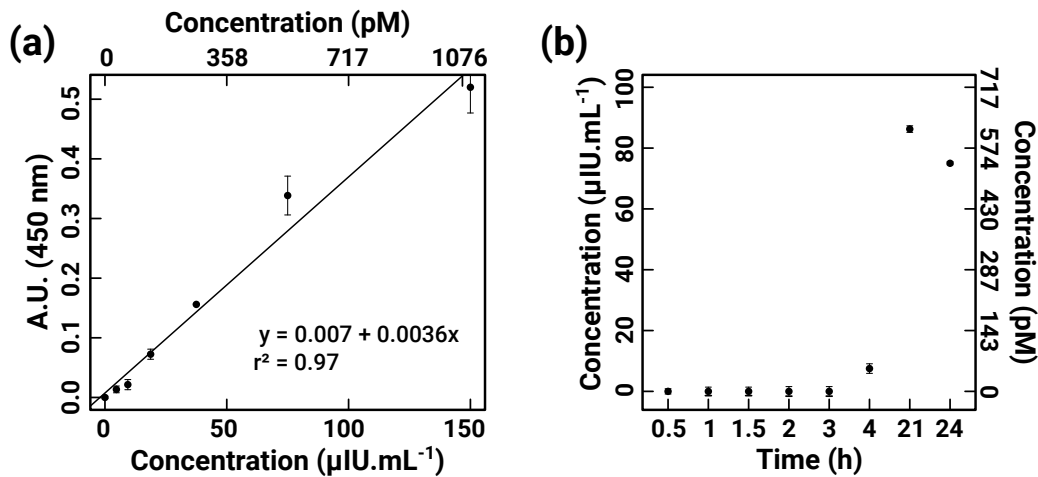 (a)
Concentration (pM)
0 358 717 1076
A.U. (450 nm)
0.5
0.4
0.3
0.2
0.1
0.0
y = 0.007 + 0.0036x
r² = 0.97
0 50 100 150
Concentration (µIU.mL⁻¹)
(b)
Concentration (µIU.mL⁻¹)
100
80
60
40
20
0
717
574
430
287
143
0
Concentration (pM)
0.5 1 1.5 2 3 4 21 24
Time (h)